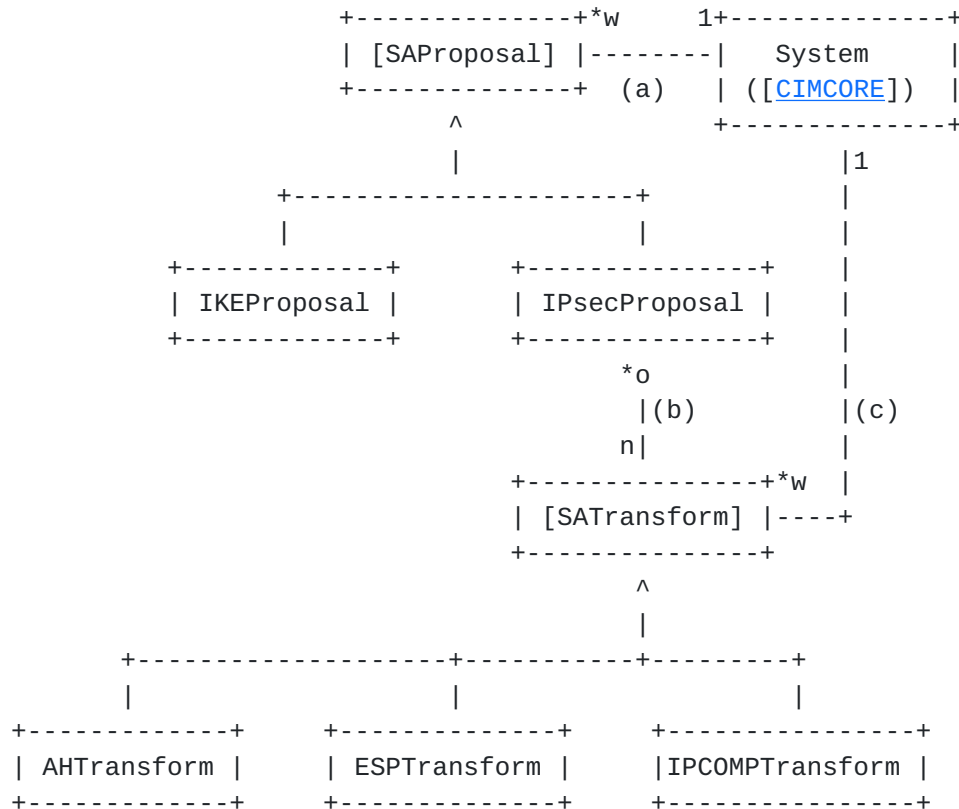 +--------------+*w     1+--------------+
| [SAProposal] |--------|   System     |
+--------------+  (a)   | ([CIMCORE])  |
^                +--------------+
|                       |1
+----------------------+            |
|                      |            |
+-------------+       +---------------+    |
| IKEProposal |       | IPsecProposal |    |
+-------------+       +---------------+    |
*o            |
|(b)         |(c)
n|            |
+---------------+*w  |
| [SATransform] |----+
+---------------+
^
|
+--------------------+-----------+---------+
|                    |                     |
+-------------+     +--------------+     +----------------+
| AHTransform |     | ESPTransform |     |IPCOMPTransform |
+-------------+     +--------------+     +----------------+